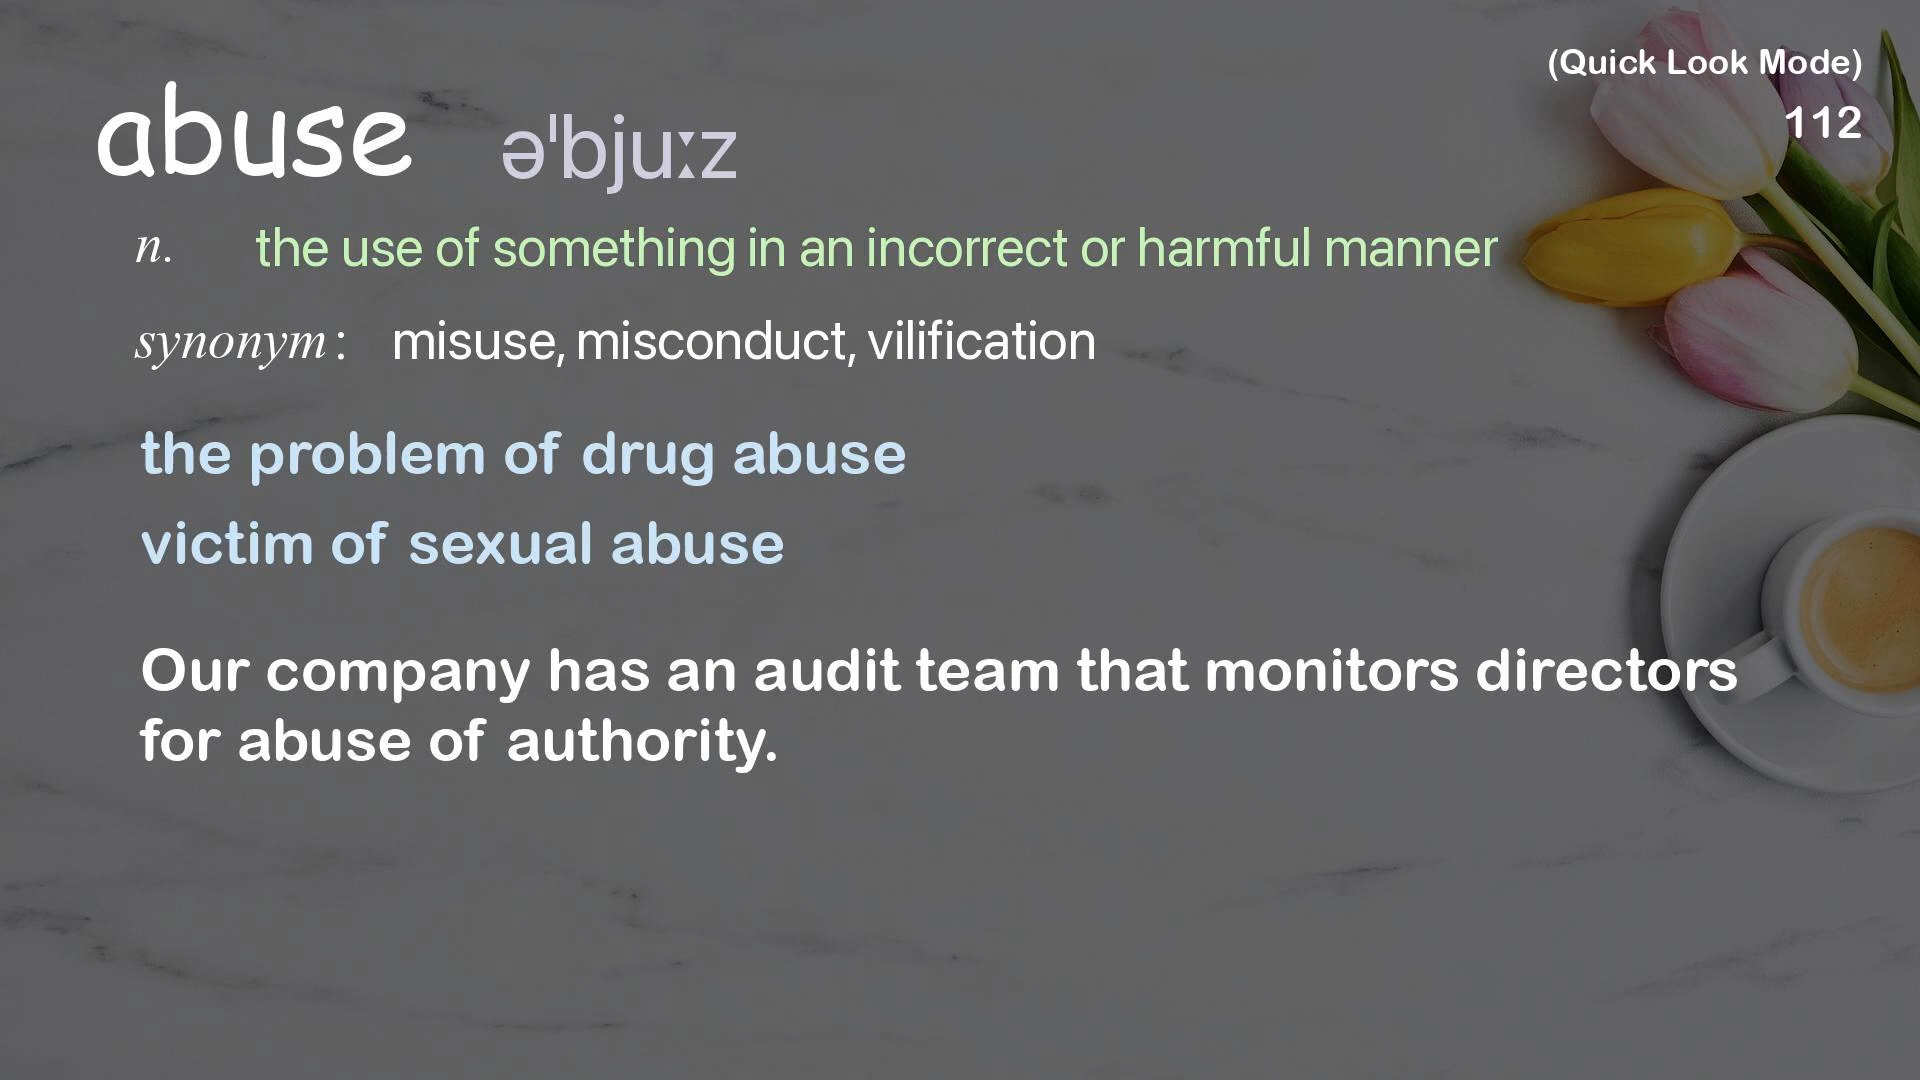 (Quick Look Mode)
112
abuse əˈbjuːz
n. the use of something in an incorrect or harmful manner
synonym: misuse, misconduct, vilification
the problem of drug abuse
victim of sexual abuse
Our company has an audit team that monitors directors
for abuse of authority.